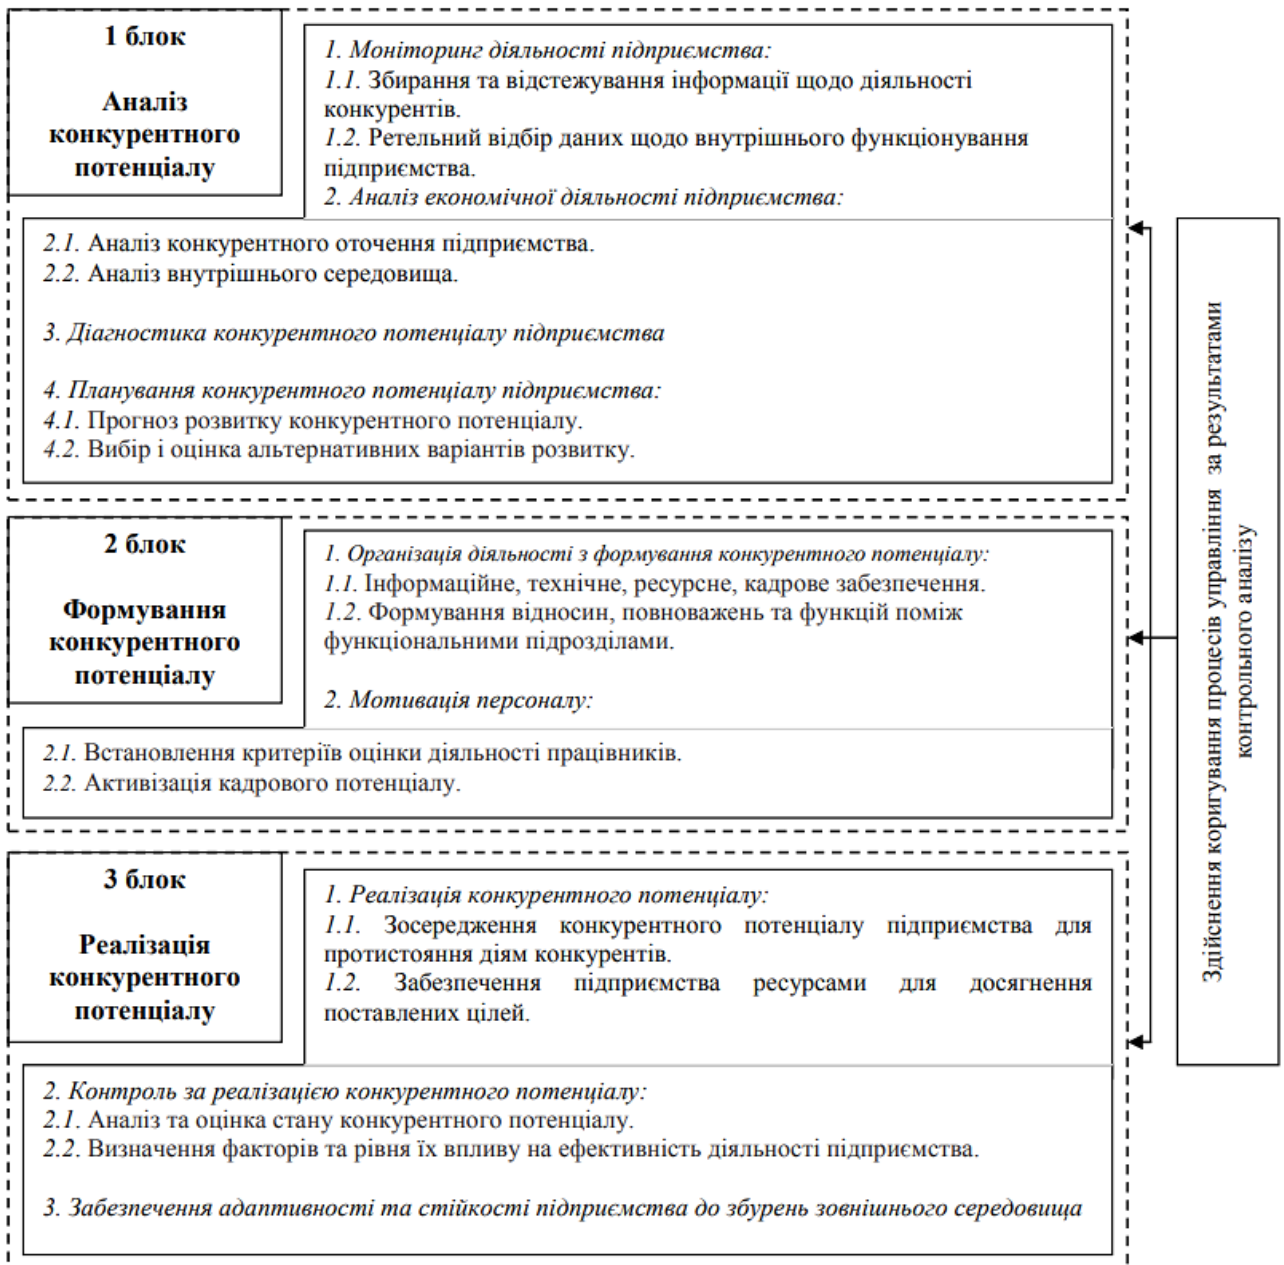 1 блок
Аналіз
конкурентного
потенціалу
1. Моніторинг діяльності підприємства:
1.1. Збирання та відстежування інформації щодо діяльності
конкурентів.
1.2. Ретельний відбір даних щодо внутрішнього функціонування
підприємства.
2. Аналіз економічної діяльності підприємства:
2.1. Аналіз конкурентного оточення підприємства.
2.2. Аналіз внутрішнього середовища.
3. Діагностика конкурентного потенціалу підприємства
4. Планування конкурентного потенціалу підприємства:
4.1. Прогноз розвитку конкурентного потенціалу.
4.2. Вибір і оцінка альтернативних варіантів розвитку.
2 блок
Формування
конкурентного
потенціалу
1. Організація діяльності з формування конкурентного потенціалу:
1.1. Інформаційне, технічне, ресурсне, кадрове забезпечення.
1.2. Формування відносин, повноважень та функцій поміж
функціональними підрозділами.
2. Мотивація персоналу:
2.1. Встановлення критеріїв оцінки діяльності працівників.
2.2. Активізація кадрового потенціалу.
3 блок
Реалізація
конкурентного
потенціалу
1. Реалізація конкурентного потенціалу:
1.1. Зосередження конкурентного потенціалу підприємства для
протистояння діям конкурентів.
1.2. Забезпечення підприємства ресурсами для досягнення
поставлених цілей.
2. Контроль за реалізацією конкурентного потенціалу:
2.1. Аналіз та оцінка стану конкурентного потенціалу.
2.2. Визначення факторів та рівня їх впливу на ефективність діяльності підприємства.
3. Забезпечення адаптивності та стійкості підприємства до збурень зовнішнього середовища
Здійснення коригування процесів управління за результатами
контрольного аналізу